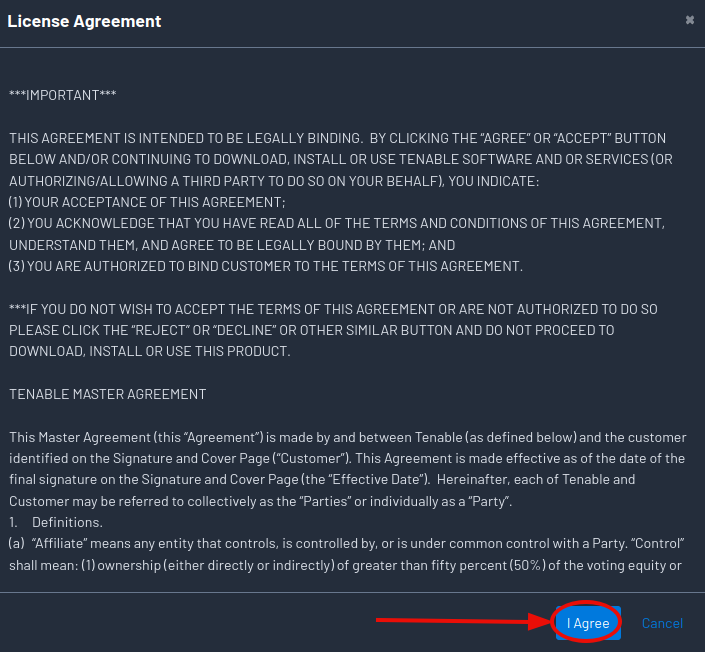 License Agreement
***IMPORTANT***
THIS AGREEMENT IS INTENDED TO BE LEGALLY BINDING.  BY CLICKING THE “AGREE” OR “ACCEPT” BUTTON
BELOW AND/OR CONTINUING TO DOWNLOAD, INSTALL OR USE TENABLE SOFTWARE AND OR SERVICES (OR
AUTHORIZING/ALLOWING A THIRD PARTY TO DO SO ON YOUR BEHALF), YOU INDICATE:
(1) YOUR ACCEPTANCE OF THIS AGREEMENT;
(2) YOU ACKNOWLEDGE THAT YOU HAVE READ ALL OF THE TERMS AND CONDITIONS OF THIS AGREEMENT,
UNDERSTAND THEM, AND AGREE TO BE LEGALLY BOUND BY THEM; AND
(3) YOU ARE AUTHORIZED TO BIND CUSTOMER TO THE TERMS OF THIS AGREEMENT.
***IF YOU DO NOT WISH TO ACCEPT THE TERMS OF THIS AGREEMENT OR ARE NOT AUTHORIZED TO DO SO
PLEASE CLICK THE “REJECT” OR “DECLINE” OR OTHER SIMILAR BUTTON AND DO NOT PROCEED TO
DOWNLOAD, INSTALL OR USE THIS PRODUCT.
TENABLE MASTER AGREEMENT
This Master Agreement (this “Agreement”) is made by and between Tenable (as defined below) and the customer
identified on the Signature and Cover Page (“Customer”). This Agreement is made effective as of the date of the
final signature on the Signature and Cover Page (the “Effective Date”).  Hereinafter, each of Tenable and
Customer may be referred to collectively as the “Parties” or individually as a “Party”.
1.    Definitions.
(a)  “Affiliate” means any entity that controls, is controlled by, or is under common control with a Party. “Control”
shall mean: (1) ownership (either directly or indirectly) of greater than fifty percent (50%) of the voting equity or
I Agree
Cancel